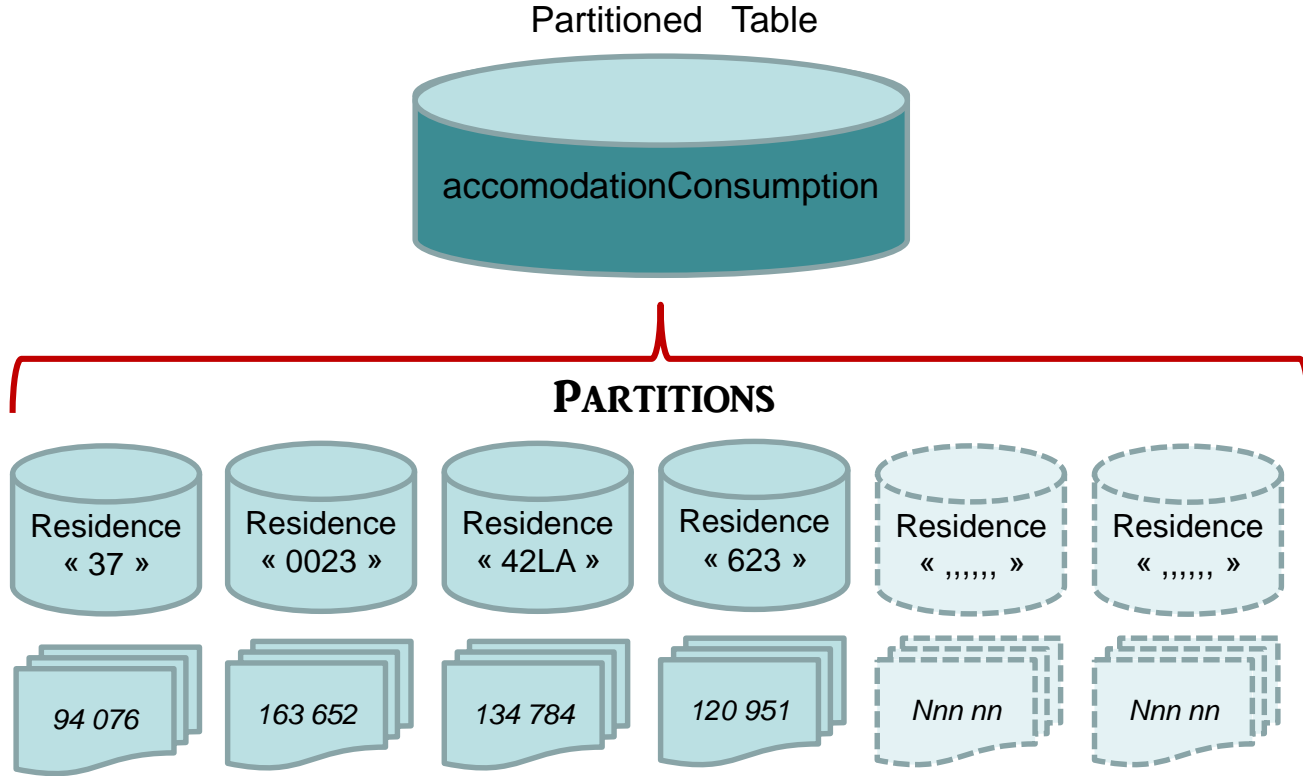 Partitioned Table
accomodationConsumption
PARTITIONS
Residence
« 37 »
Residence
« 0023 »
Residence
« 42LA »
Residence
« 623 »
Residence
« ,,,,,, »
Residence
« ,,,,,, »
94 076
163 652
134 784
120 951
Nnn nn
Nnn nn